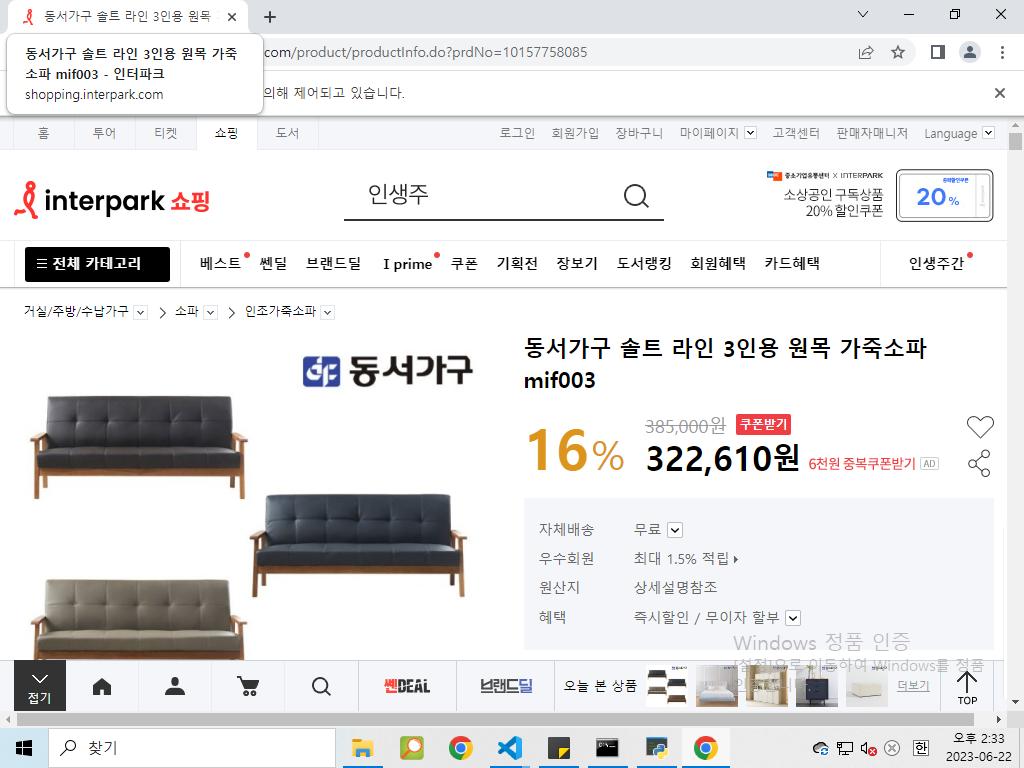 동서가구 솔트 라인 3인용 원목
동서가구 솔트 라인 3인용 원목 가죽
소파 mif003 - 인터파크
shopping.interpark.com
com/product/productInfo.do?prdNo=10157758085
의해 제어되고 있습니다.
홈 투어 티켓 쇼핑 도서
로그인 회원가입 장바구니 마이페이지 고객센터 판매자매니저 Language
interpark 쇼핑
인생주
중소기업유통센터 X INTERPARK
소상공인 구독상품
20% 할인쿠폰
20%
전체 카테고리
베스트 쎈딜 브랜드딜 I prime 쿠폰 기획전 장보기 도서랭킹 회원혜택 카드혜택 인생주간
거실/주방/수납가구 소파 인조가죽소파
동서가구
동서가구 솔트 라인 3인용 원목 가죽소파
mif003
16%
385,000원 쿠폰받기
322,610원 6천원 중복쿠폰받기 AD
자체배송 무료
우수회원 최대 1.5% 적립
원산지 상세설명참조
혜택 즉시할인 / 무이자 할부
Windows 정품 인증
[설정]으로 이동하여 Windows를 정품
접기
쎈DEAL
브랜드딜
오늘 본 상품
더보기
TOP
찾기
한
오후 2:33
2023-06-22